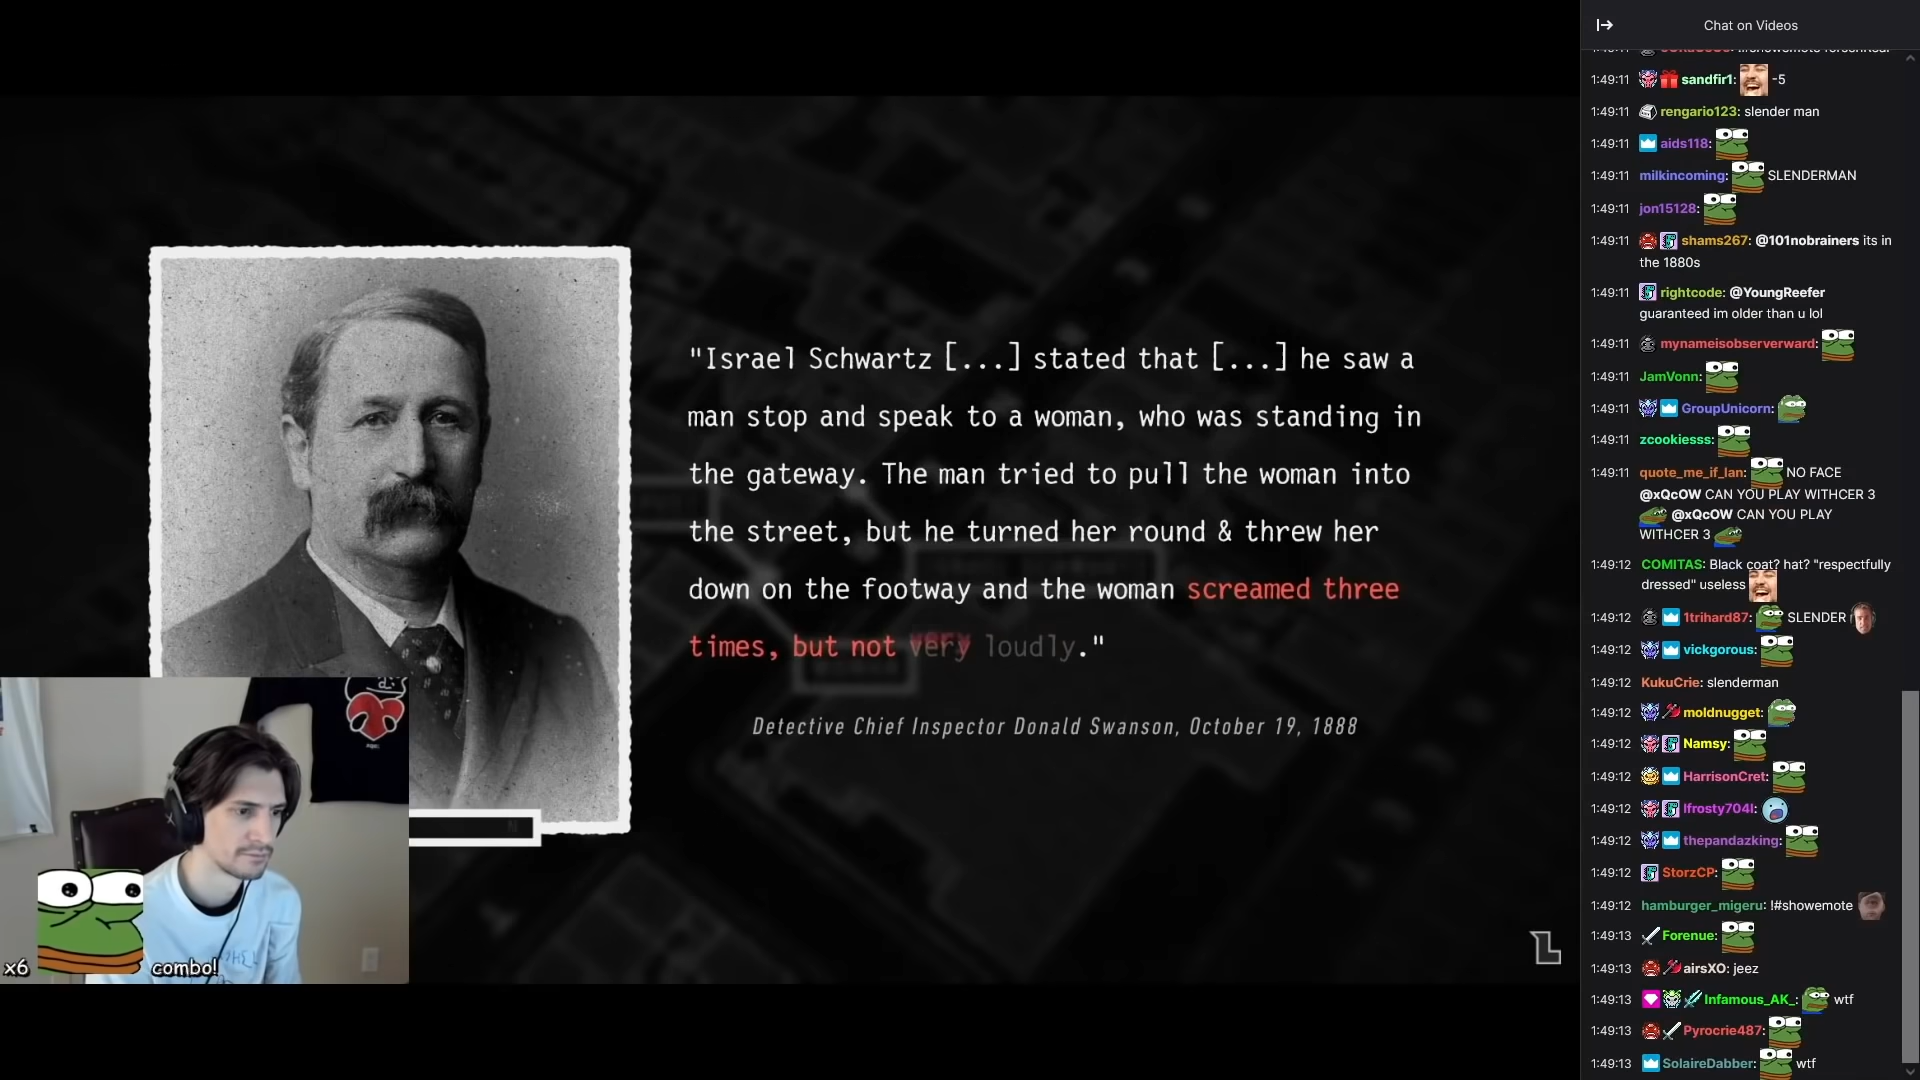 Chat on Videos
1:49:11 sandfir1: -5
1:49:11 rengario123: slender man
1:49:11 aids118:
1:49:11 milkincoming: SLENDERMAN
1:49:11 jon15128:
1:49:11 shams267: @101nobrainers its in
the 1880s
1:49:11 rightcode: @YoungReefer
guaranteed im older than u lol
1:49:11 mynameisobserverward:
1:49:11 JamVonn:
1:49:11 GroupUnicorn:
1:49:11 zcookiesss:
1:49:11 quote_me_if_Ian: NO FACE
@xQcOW CAN YOU PLAY WITHCER 3
@xQcOW CAN YOU PLAY
WITHCER 3
1:49:12 COMITAS: Black coat? hat? "respectfully
dressed" useless
1:49:12 1trihard87: SLENDER
1:49:12 vickgorous:
1:49:12 KukuCrie: slenderman
1:49:12 moldnugget:
1:49:12 Namsy:
1:49:12 HarrisonCret:
1:49:12 lfrosty704l:
1:49:12 thepandazking:
1:49:12 StorzCP:
1:49:12 hamburger_migeru: !#showemote
1:49:13 Forenue:
1:49:13 airsXO: jeez
1:49:13 Infamous_AK_: wtf
1:49:13 Pyrocrie487:
1:49:13 SolaireDabber: wtf
"Israel Schwartz [...] stated that [...] he saw a
man stop and speak to a woman, who was standing in
the gateway. The man tried to pull the woman into
the street, but he turned her round & threw her
down on the footway and the woman screamed three
times, but not very loudly."
Detective Chief Inspector Donald Swanson, October 19, 1888
x6 combo!